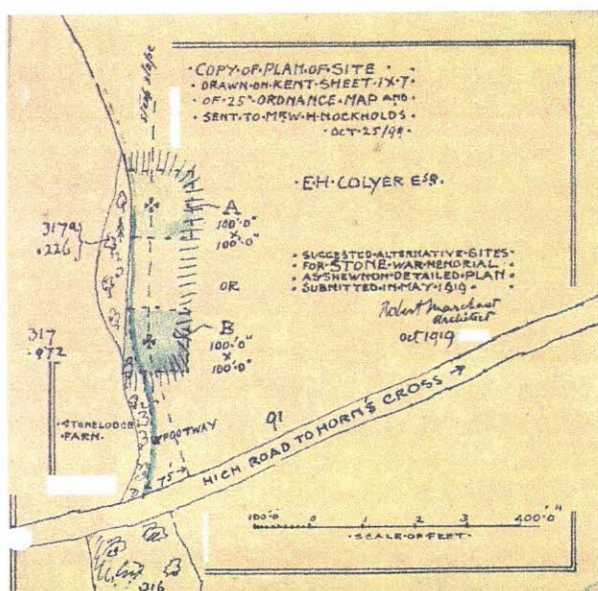 steep slope
· COPY · OF · PLAN · OF · SITE ·
· DRAWN · ON · KENT · SHEET · IX · 7 ·
· OF · 25" · ORDNANCE · MAP AND ·
· SENT · TO · MR. W · H · NOCKHOLDS ·
· OCT · 25/19 ·
· E · H · COLYER ESQ.
A
100'.0"
X
100'.0"
317a
.226
OR
· SUGGESTED · ALTERNATIVE · SITES ·
· FOR · STONE · WAR · MEMORIAL ·
· AS · SHEWN · ON · DETAILED · PLAN ·
· SUBMITTED · IN · MAY · 1919 ·
Robert Marchant
Architect
Oct 1919
B
100'.0"
X
100'.0"
317
.972
· STONELODGE ·
FARM ·
FOOTWAY
75'
91
HIGH ROAD TO HORN'S CROSS →
100'.0 0 1 2 3 400'.0"
· SCALE · OF · FEET ·
316